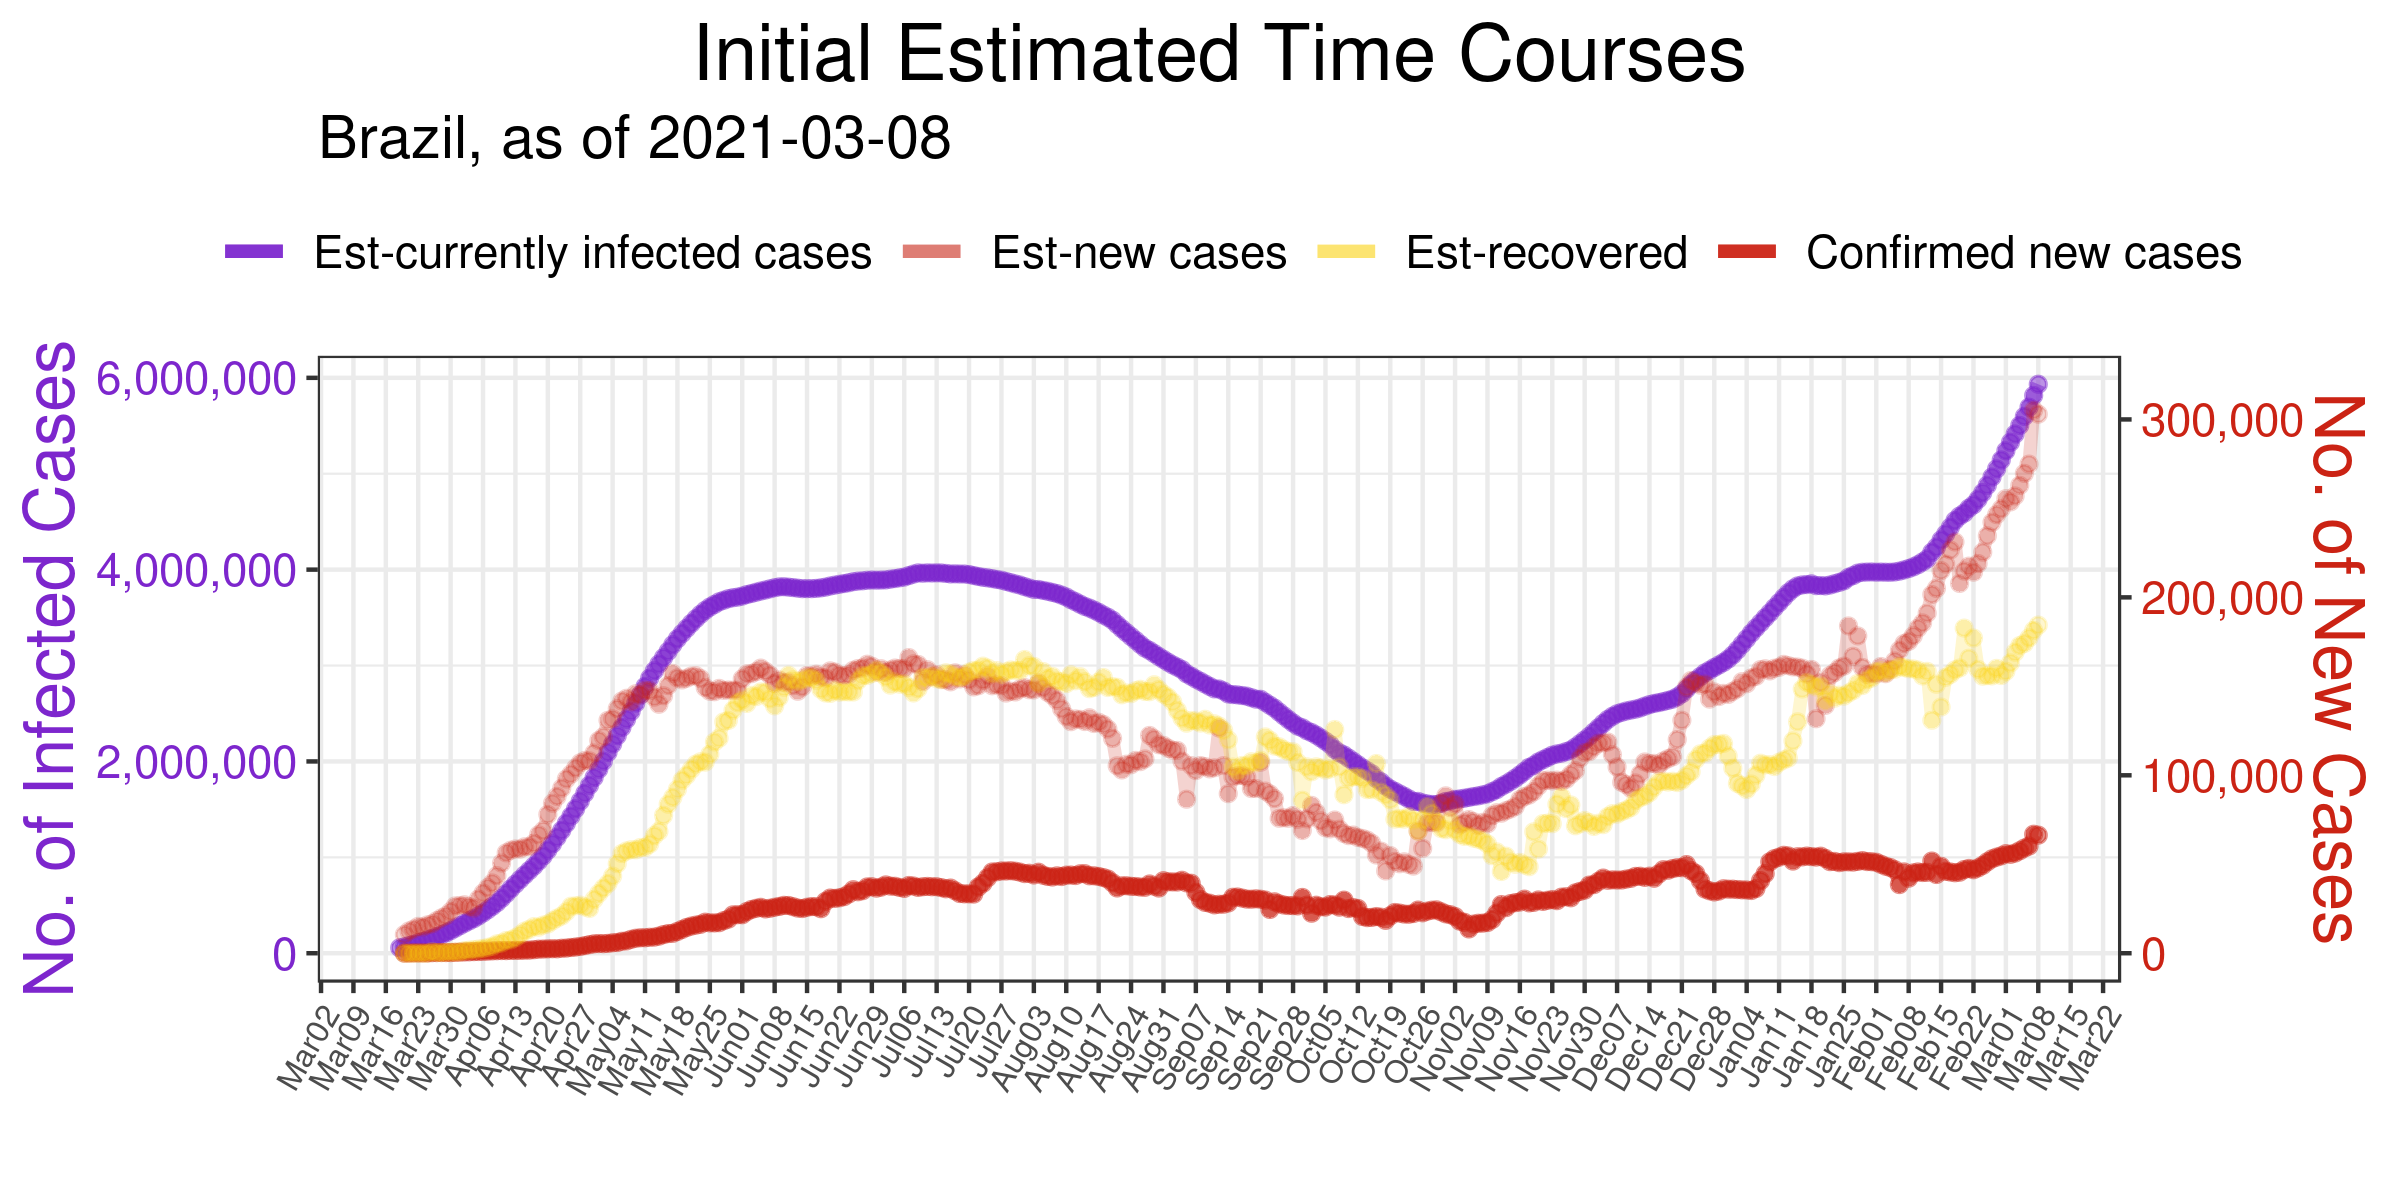 Initial Estimated Time Courses
Brazil, as of 2021-03-08
Est-currently infected cases Est-new cases Est-recovered Confirmed new cases
No. of Infected Cases
6,000,000
4,000,000
2,000,000
0
300,000
200,000
100,000
0
No. of New Cases
Mar02 Mar09 Mar16 Mar23 Mar30 Apr06 Apr13 Apr20 Apr27 May04 May11 May18 May25 Jun01 Jun08 Jun15 Jun22 Jun29 Jul06 Jul13 Jul20 Jul27 Aug03 Aug10 Aug17 Aug24 Aug31 Sep07 Sep14 Sep21 Sep28 Oct05 Oct12 Oct19 Oct26 Nov02 Nov09 Nov16 Nov23 Nov30 Dec07 Dec14 Dec21 Dec28 Jan04 Jan11 Jan18 Jan25 Feb01 Feb08 Feb15 Feb22 Mar01 Mar08 Mar15 Mar22